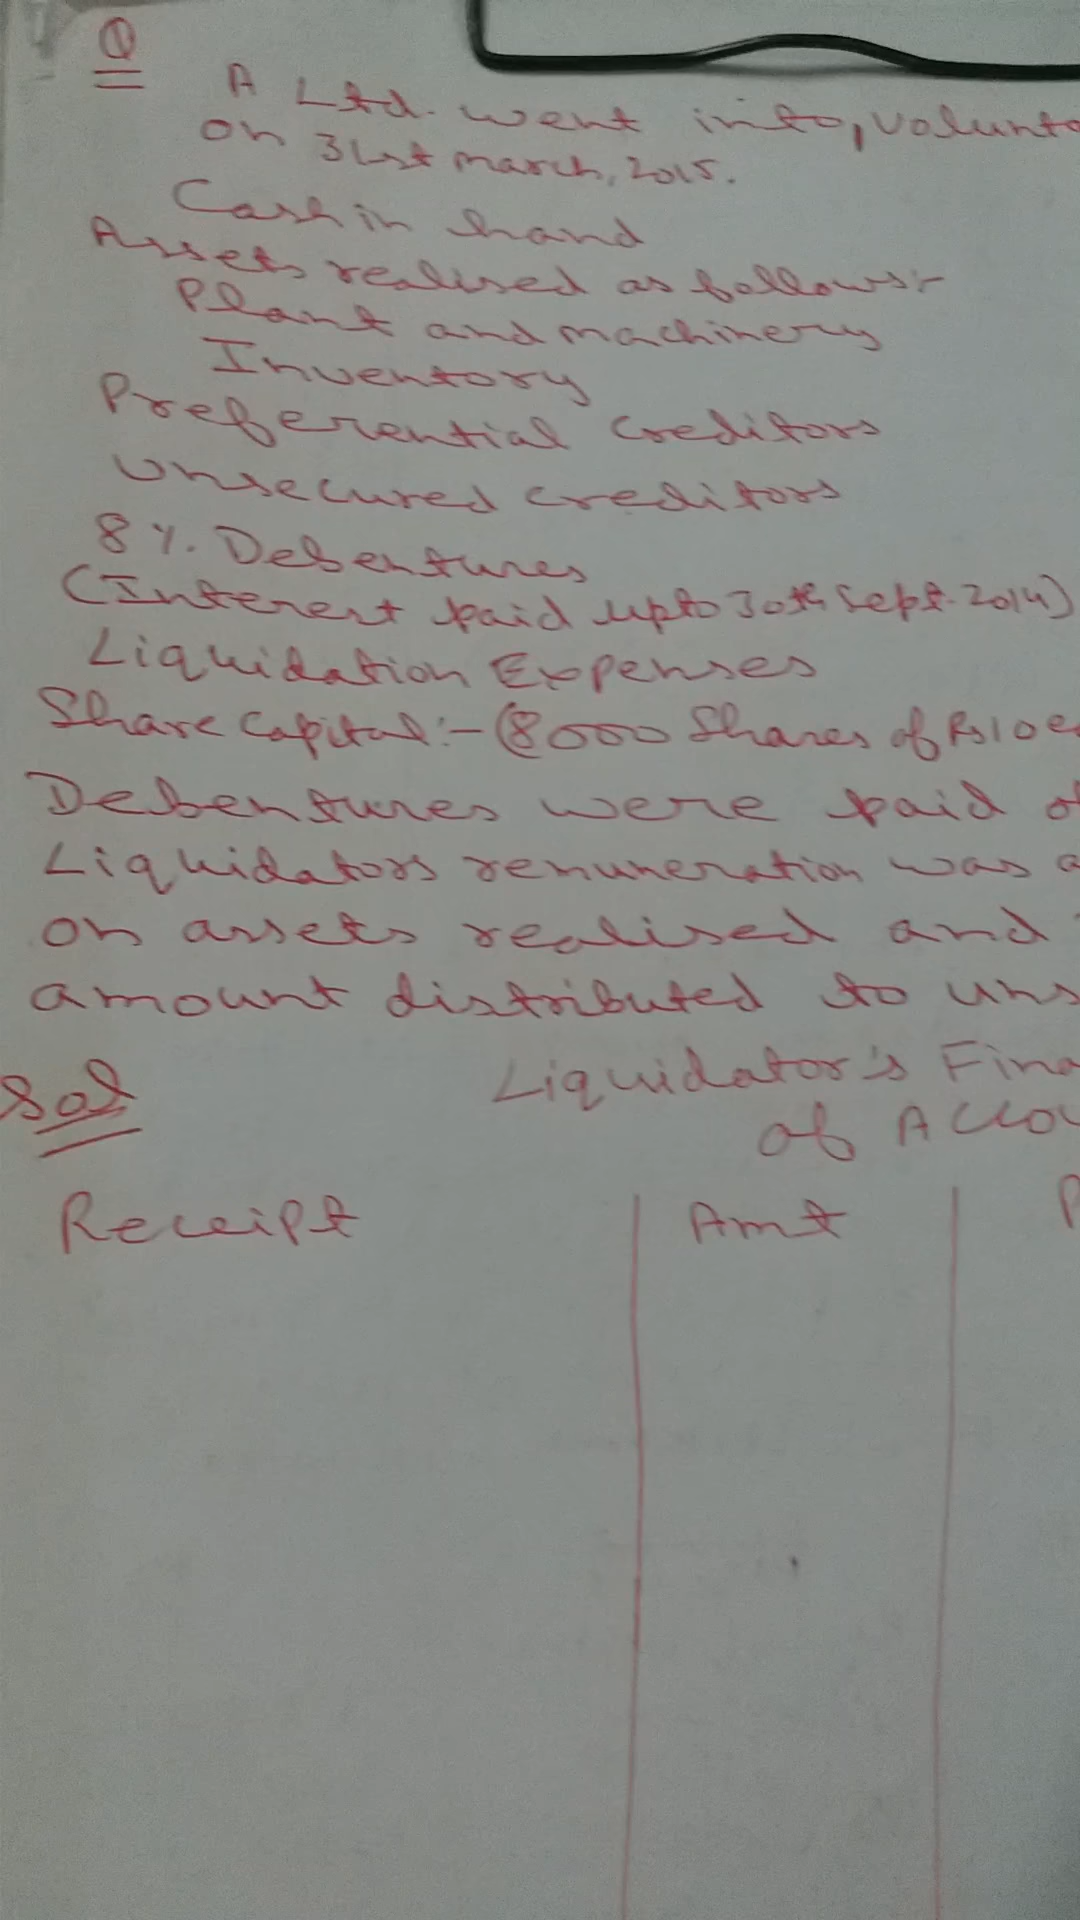 ①
A Ltd. went into, volunta
on 31st march, 2015.
Cash in hand
Assets realised as follows:-
Plant and machinery
Inventory
Preferential creditors
Unsecured creditors
8%. Debentures
(Interest paid upto 30th Sept. 2014)
Liquidation Expenses
Share Capital:- (8000 Shares of Rs10 e
Debentures were paid o
Liquidators remuneration was a
on assets realised and
amount distributed to uns
Sol Liquidator's Fina
of Accou
Receipt Amt P